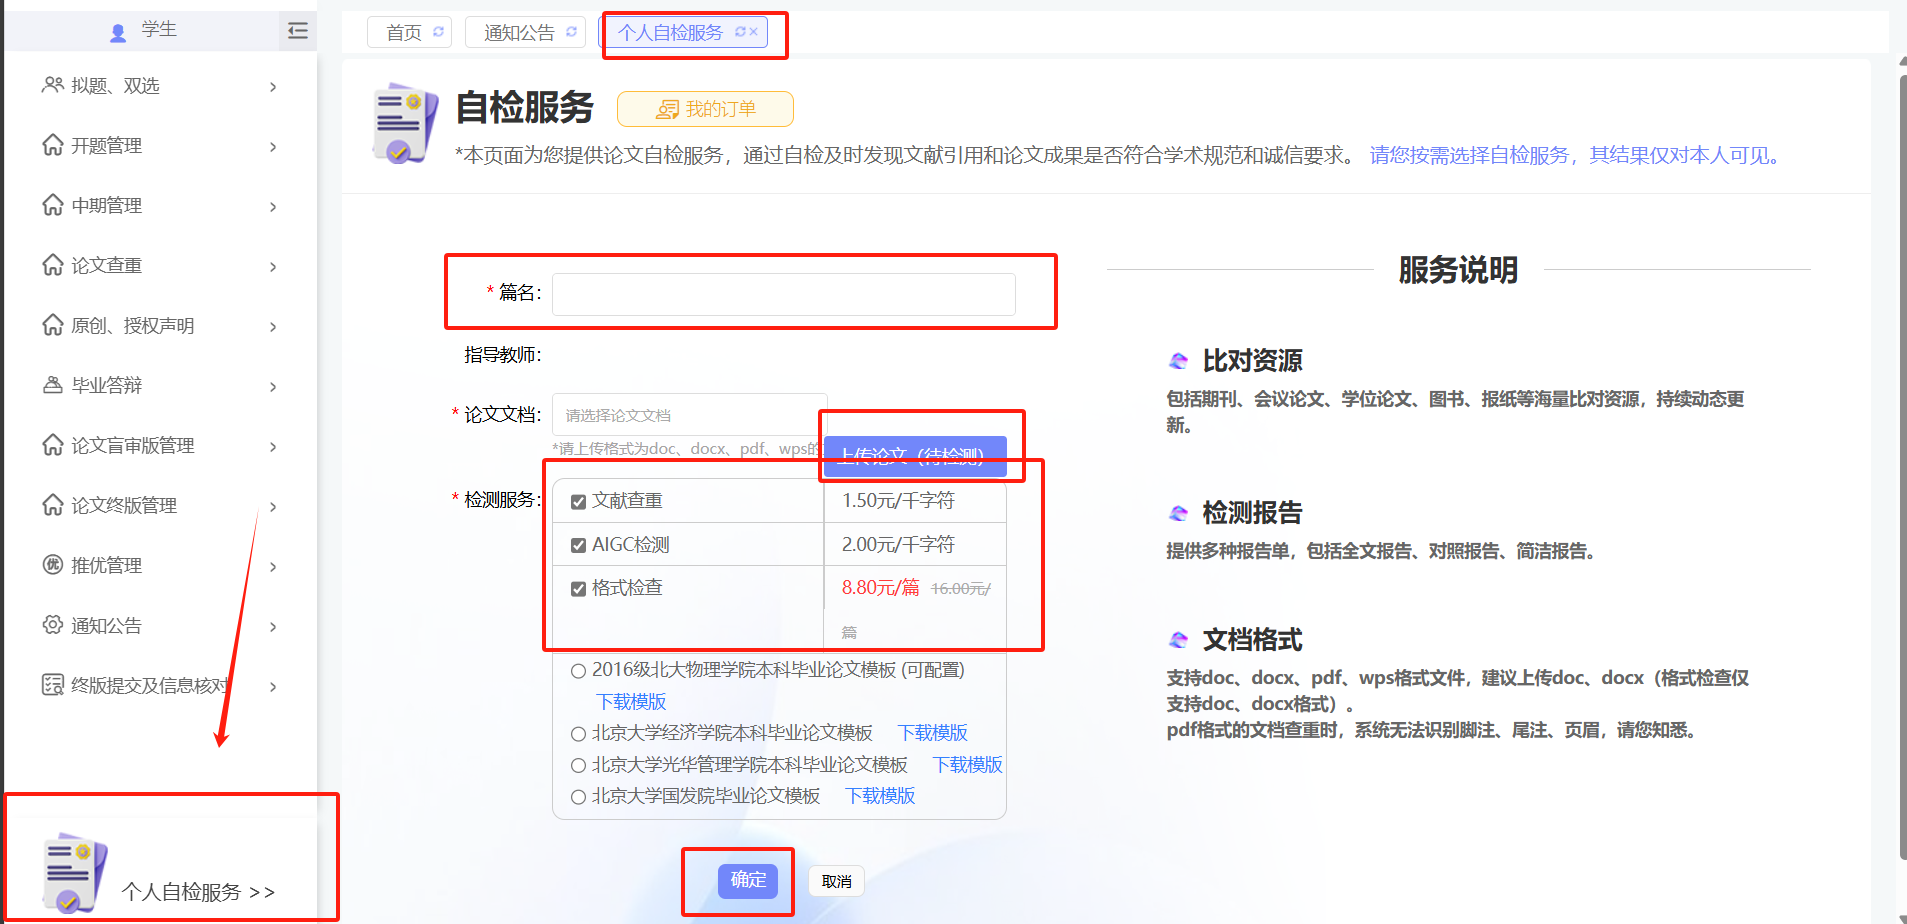 学生
拟题、双选
开题管理
中期管理
论文查重
原创、授权声明
毕业答辩
论文盲审版管理
论文终版管理
优 推优管理
通知公告
终版提交及信息核对
个人自检服务 >>
首页
通知公告
个人自检服务
自检服务
我的订单
*本页面为您提供论文自检服务，通过自检及时发现文献引用和论文成果是否符合学术规范和诚信要求。 请您按需选择自检服务，其结果仅对本人可见。
* 篇名:
指导教师:
* 论文文档: 请选择论文文档
*请上传格式为doc、docx、pdf、wps的
上传论文（待检测）
* 检测服务:
文献查重 1.50元/千字符
AIGC检测 2.00元/千字符
格式检查 8.80元/篇 16.00元/
篇
2016级北大物理学院本科毕业论文模板 (可配置)
下载模版
北京大学经济学院本科毕业论文模板 下载模版
北京大学光华管理学院本科毕业论文模板 下载模版
北京大学国发院毕业论文模板 下载模版
确定 取消
服务说明
比对资源
包括期刊、会议论文、学位论文、图书、报纸等海量比对资源，持续动态更
新。
检测报告
提供多种报告单，包括全文报告、对照报告、简洁报告。
文档格式
支持doc、docx、pdf、wps格式文件，建议上传doc、docx（格式检查仅
支持doc、docx格式）。
pdf格式的文档查重时，系统无法识别脚注、尾注、页眉，请您知悉。